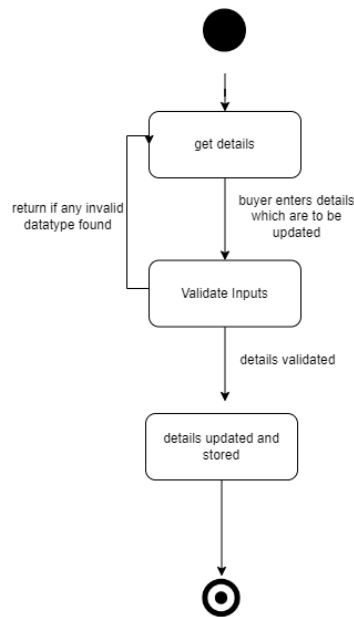 get details
buyer enters details
which are to be
updated
return if any invalid
datatype found
Validate Inputs
details validated
details updated and
stored